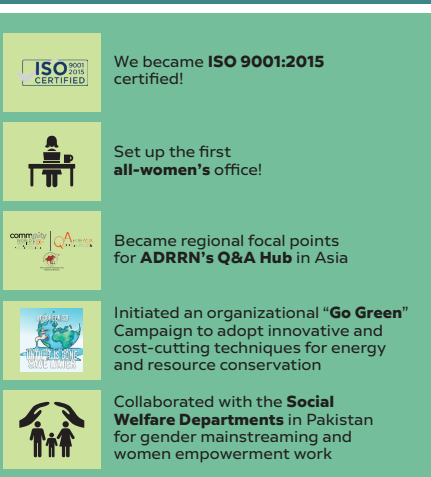 ISO 9001
2015
CERTIFIED
We became ISO 9001:2015
certified!
Set up the first
all-women's office!
Became regional focal points
for ADRRN's Q&A Hub in Asia
Initiated an organizational “Go Green”
Campaign to adopt innovative and
cost-cutting techniques for energy
and resource conservation
Collaborated with the Social
Welfare Departments in Pakistan
for gender mainstreaming and
women empowerment work